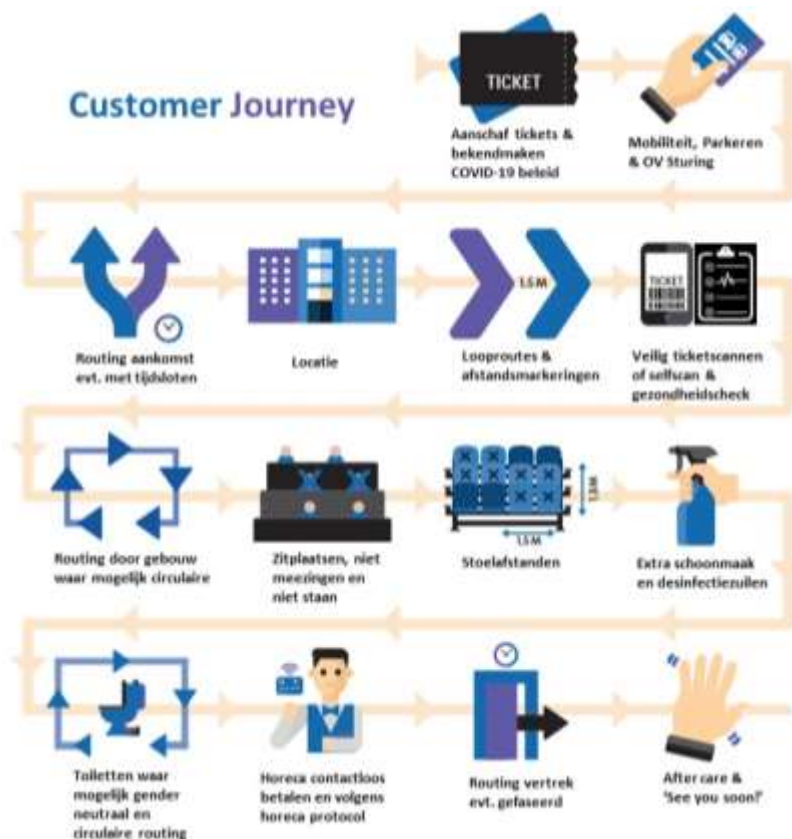 Customer Journey
TICKET
Aanschaf tickets &
bekendmaken
COVID-19 beleid
Mobiliteit, Parkeren
& OV Sturing
Routing aankomst
evt. met tijdsloten
Locatie
1.5 M
Looproutes &
afstandsmarkeringen
TICKET
Veilig ticketscannen
of selfscan &
gezondheidscheck
Routing door gebouw
waar mogelijk circulaire
Zitplaatsen, niet
meezingen en
niet staan
1.5 M
1.5 M
Stoelafstanden
Extra schoonmaak
en desinfectiezuilen
Toiletten waar
mogelijk gender
neutraal en
circulaire routing
Horeca contactloos
betalen en volgens
horeca protocol
Routing vertrek
evt. gefaseerd
After care &
'See you soon!'